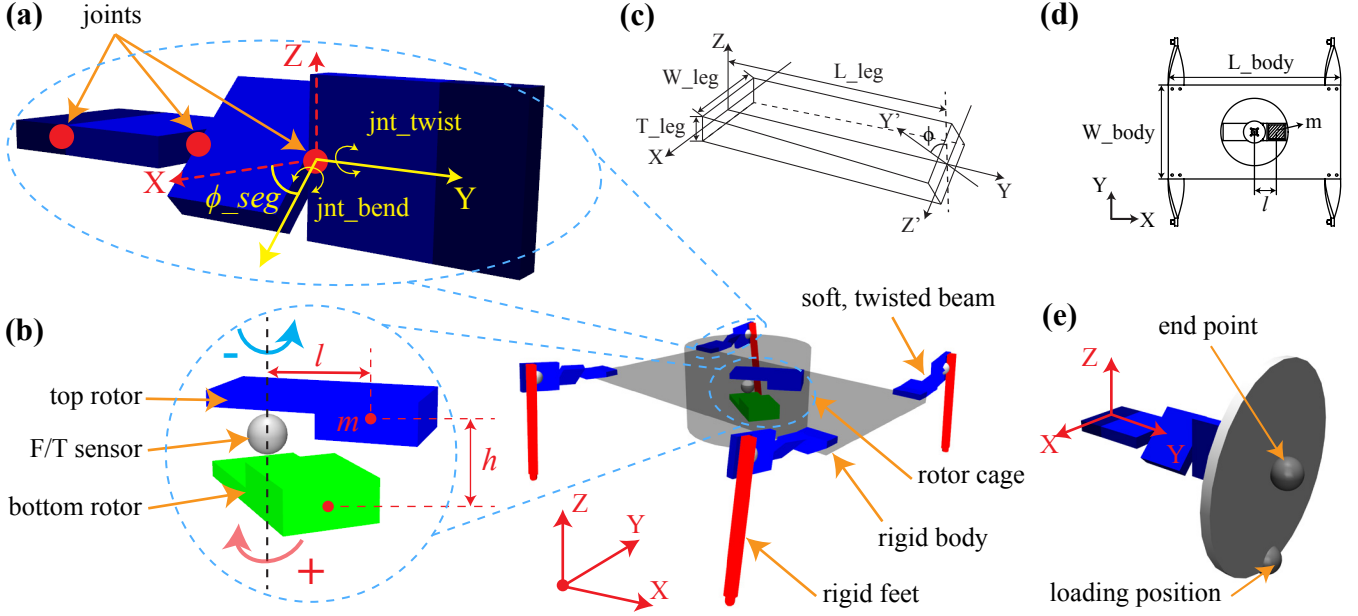 (a)
joints
Z
X
Y
jnt_twist
jnt_bend
ϕ_seg
(b)
-
l
top rotor
m
F/T sensor
h
bottom rotor
+
(c)
Z
W_leg
L_leg
T_leg
Y'
ϕ
X
Y
Z'
(d)
L_body
W_body
m
l
Y
X
soft, twisted beam
rotor cage
rigid body
rigid feet
Z
Y
X
(e)
end point
Z
X
Y
loading position